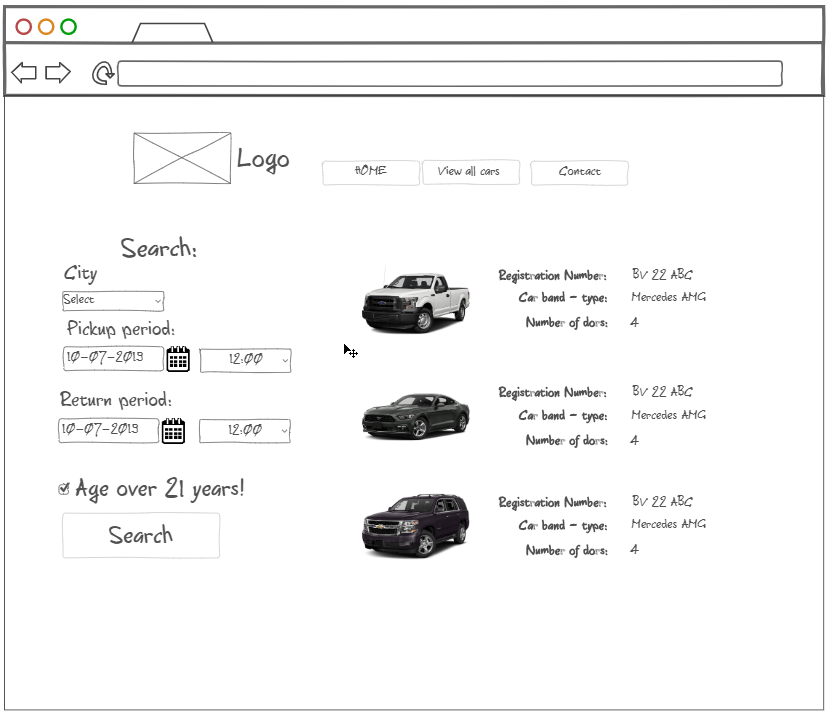 Logo
HOME View all cars Contact
Search:
City
Select
Pickup period:
10-07-2019 12:00
Return period:
10-07-2019 12:00
Age over 21 years!
Search
Registration Number: BV 22 ABC
Car band - type: Mercedes AMG
Number of dors: 4
Registration Number: BV 22 ABC
Car band - type: Mercedes AMG
Number of dors: 4
Registration Number: BV 22 ABC
Car band - type: Mercedes AMG
Number of dors: 4